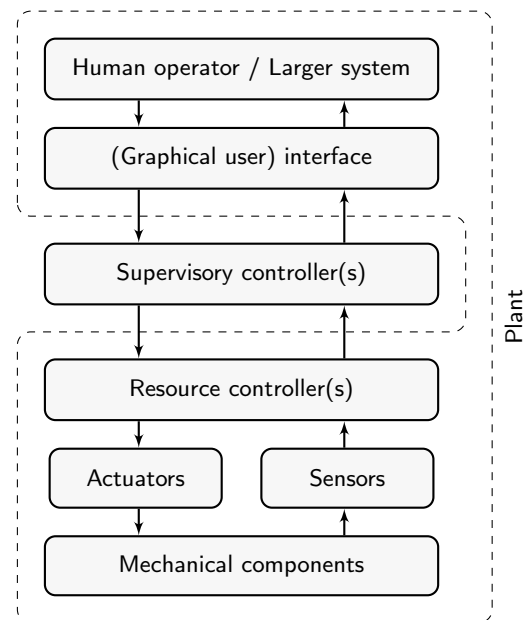 Human operator / Larger system
(Graphical user) interface
Supervisory controller(s)
Plant
Resource controller(s)
Actuators
Sensors
Mechanical components